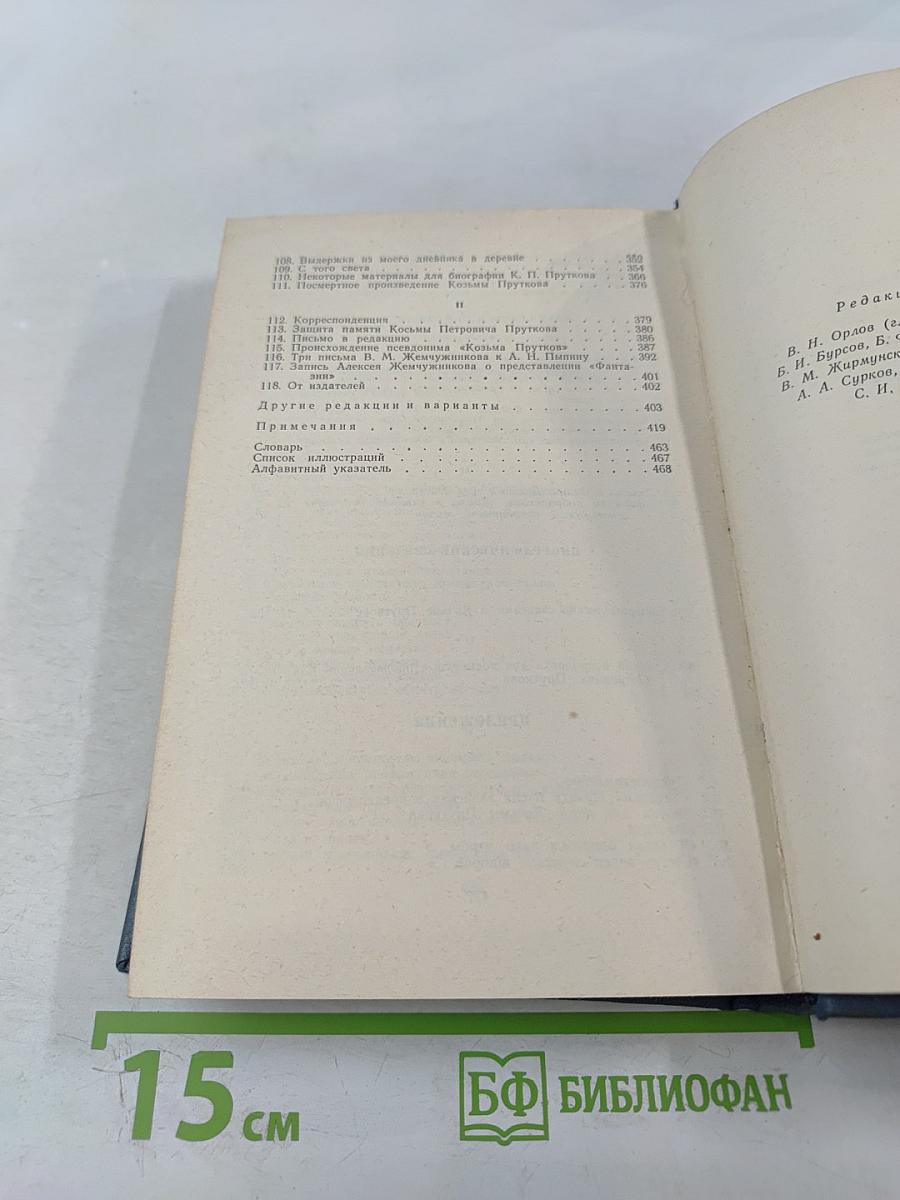 108. Выдержки из моего дневника в деревне . . . . . . . 352
109. С того света . . . . . . . . . . . . . . . . . . . . 354
110. Некоторые материалы для биографии К. П. Пруткова . . 366
111. Посмертное произведение Козьмы Пруткова . . . . . 376
II
112. Корреспонденция . . . . . . . . . . . . . . . . . . 379
113. Защита памяти Косьмы Петровича Пруткова . . . . . . 380
114. Письмо в редакцию . . . . . . . . . . . . . . . . . 386
115. Происхождение псевдонима «Козьма Прутков» . . . . . 387
116. Три письма В. М. Жемчужникова к А. Н. Пыпину . . . 392
117. Запись Алексея Жемчужникова о представлении «Фанта-
зии» . . . . . . . . . . . . . . . . . . . . . 401
118. От издателей . . . . . . . . . . . . . . . . . . . 402
Другие редакции и варианты . . . . . . . . . 403
Примечания . . . . . . . . . . . . . . . . . . 419
Словарь . . . . . . . . . . . . . . . . . . . . . 463
Список иллюстраций . . . . . . . . . . . . . . . . 467
Алфавитный указатель . . . . . . . . . . . . . . . . 468
Редакц
В. Н. Орлов (гл
Б. И. Бурсов, Б. Ч
В. М. Жирмунск
А. А. Сурков,
С. И.
15 см
БФ БИБЛИОФАН